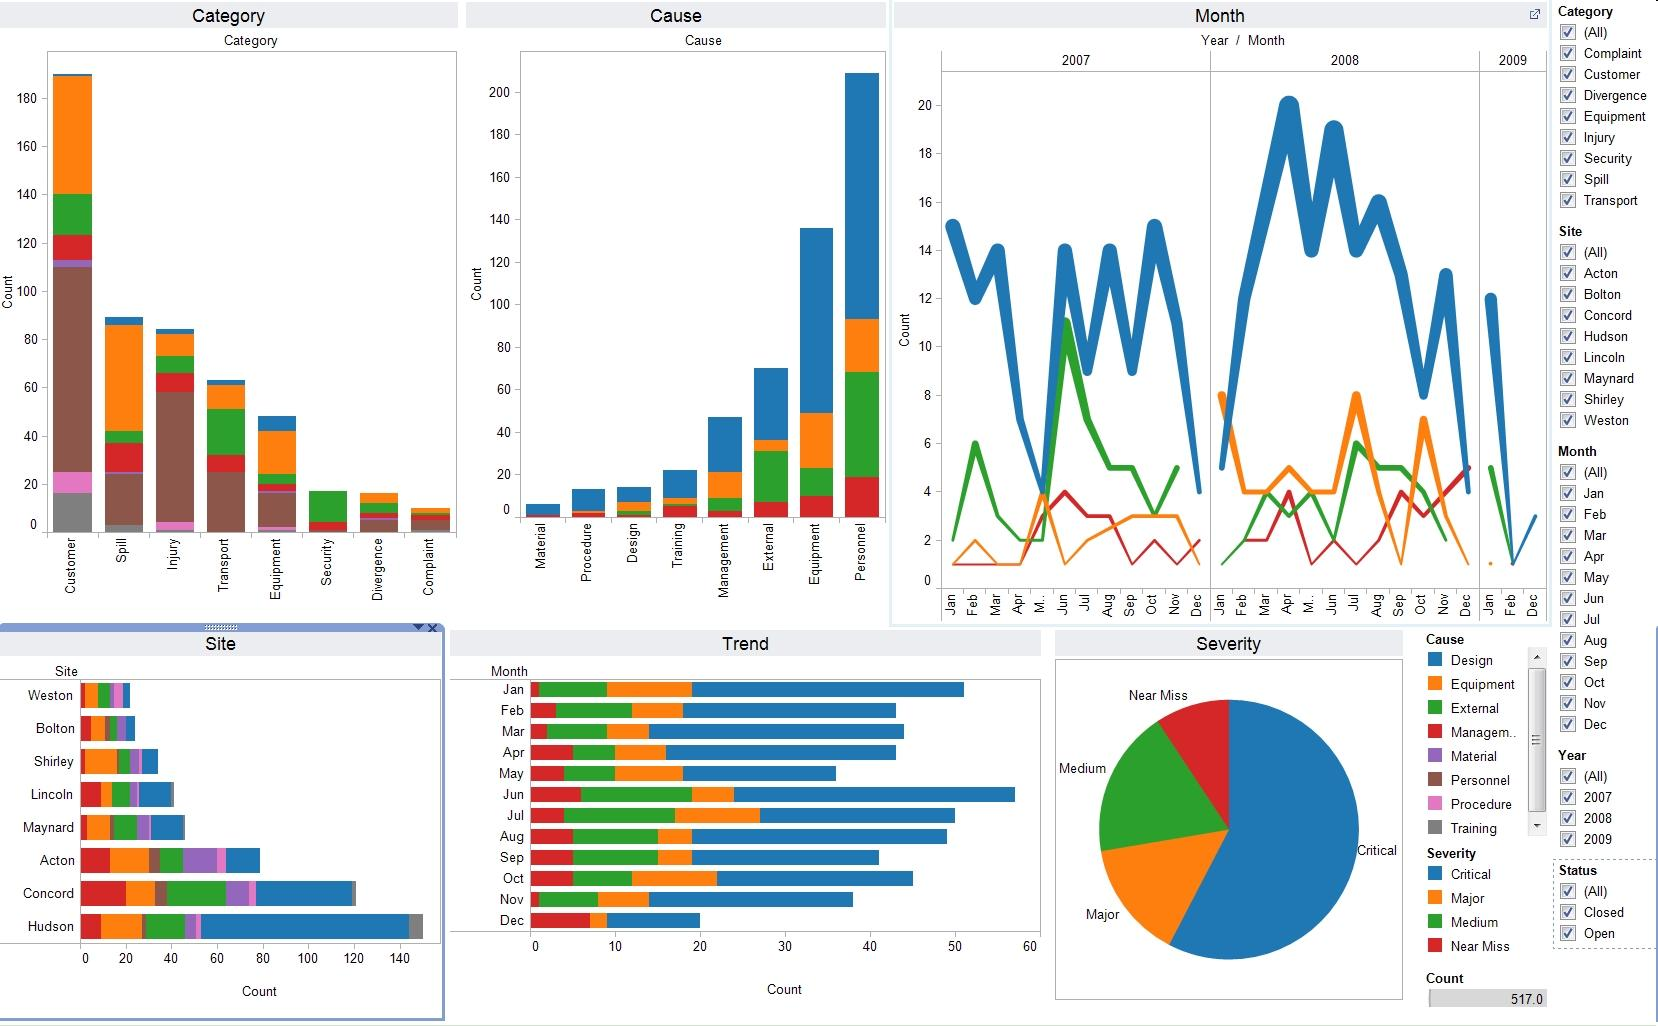 Category
Category
180
160
140
120
100
80
60
40
20
0
Count
Customer
Spill
Injury
Transport
Equipment
Security
Divergence
Complaint
Cause
Cause
200
180
160
140
120
100
80
60
40
20
0
Count
Material
Procedure
Design
Training
Management
External
Equipment
Personnel
Month
Year / Month
2007 2008 2009
20
18
16
14
12
10
8
6
4
2
0
Count
Jan Feb Mar Apr M.. Jun Jul Aug Sep Oct Nov Dec Jan Feb Mar Apr M.. Jun Jul Aug Sep Oct Nov Dec Jan Feb Dec
Category
(All)
Complaint
Customer
Divergence
Equipment
Injury
Security
Spill
Transport
Site
(All)
Acton
Bolton
Concord
Hudson
Lincoln
Maynard
Shirley
Weston
Month
(All)
Jan
Feb
Mar
Apr
May
Jun
Jul
Aug
Sep
Oct
Nov
Dec
Year
(All)
2007
2008
2009
Status
(All)
Closed
Open
Site
Site
Weston
Bolton
Shirley
Lincoln
Maynard
Acton
Concord
Hudson
0 20 40 60 80 100 120 140
Count
Trend
Month
Jan
Feb
Mar
Apr
May
Jun
Jul
Aug
Sep
Oct
Nov
Dec
0 10 20 30 40 50 60
Count
Severity
Near Miss
Medium
Major
Critical
Cause
Design
Equipment
External
Managem..
Material
Personnel
Procedure
Training
Severity
Critical
Major
Medium
Near Miss
Count
517.0